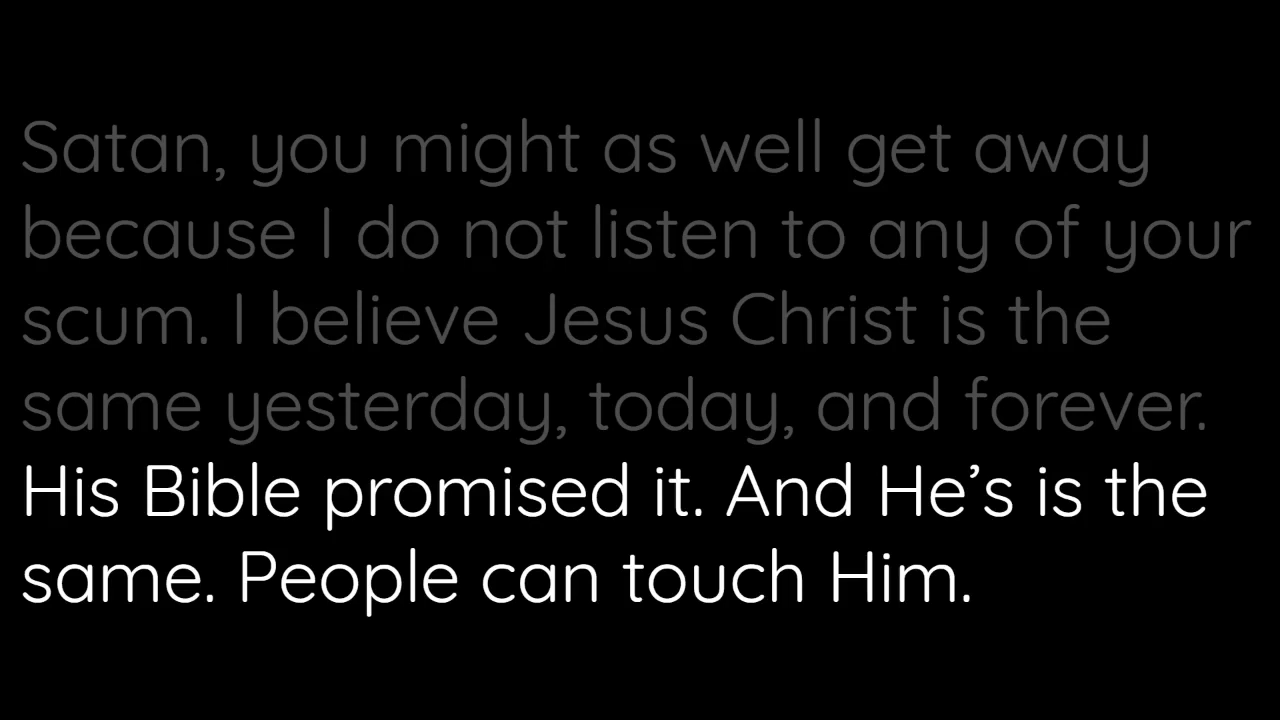 Satan, you might as well get away
because I do not listen to any of your
scum. I believe Jesus Christ is the
same yesterday, today, and forever.
His Bible promised it. And He’s is the
same. People can touch Him.